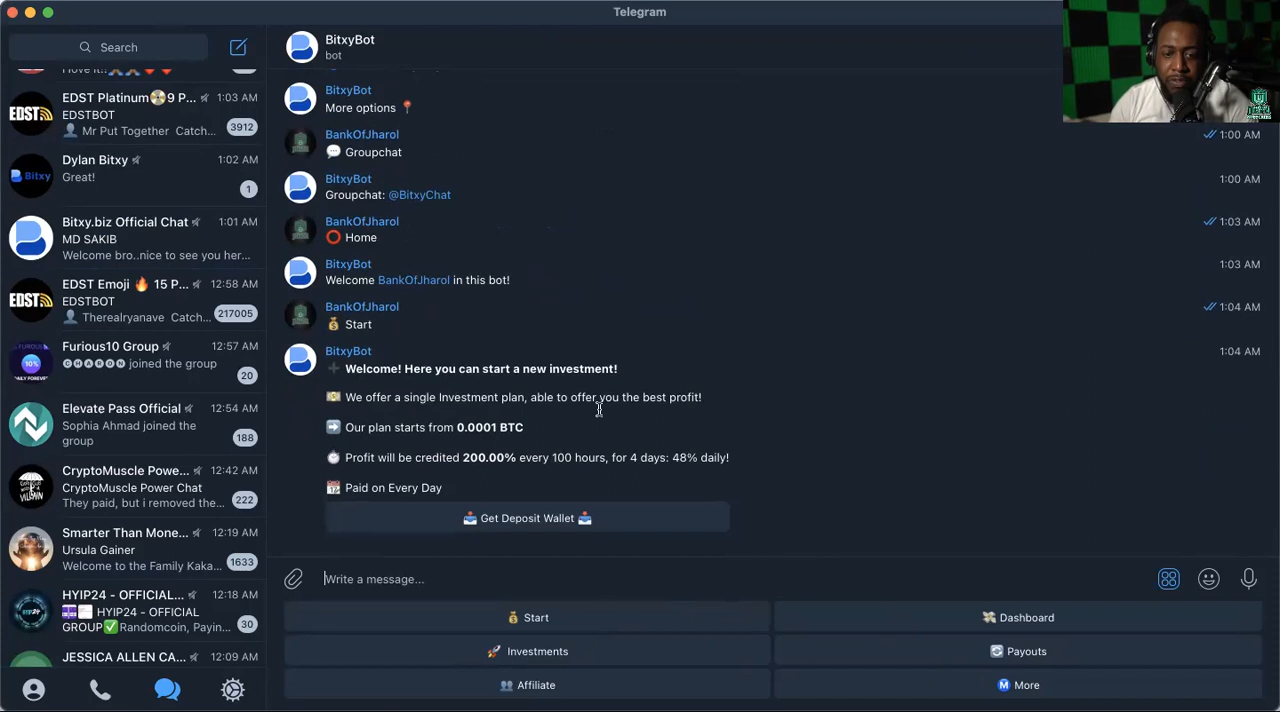 Telegram
Search
I love it!!
EDST Platinum📀9 P...
1:03 AM
EDSTBOT
Mr Put Together Catch...
3912
Dylan Bitxy
1:02 AM
Great!
1
Bitxy.biz Official Chat
1:01 AM
MD SAKIB
Welcome bro..nice to see you her...
EDST Emoji 🔥 15 P...
12:58 AM
EDSTBOT
Therealryanave Catch...
217005
Furious10 Group
12:57 AM
🅒🅗🅐🅡🅞🅝 joined the group
20
Elevate Pass Official
12:54 AM
Sophia Ahmad joined the
group
188
CryptoMuscle Powe...
12:42 AM
CryptoMuscle Power Chat
They paid, but i removed the...
222
Smarter Than Mone...
12:19 AM
Ursula Gainer
Welcome to the Family Kaka...
1633
HYIP24 - OFFICIAL...
12:18 AM
HYIP24 - OFFICIAL
GROUP✅ Randomcoin, Payin...
30
JESSICA ALLEN CA...
12:09 AM
BitxyBot
bot
BitxyBot
More options 📍
BankOfJharol
1:00 AM
💬 Groupchat
BitxyBot
1:00 AM
Groupchat: @BitxyChat
BankOfJharol
1:03 AM
⭕ Home
BitxyBot
1:03 AM
Welcome BankOfJharol in this bot!
BankOfJharol
1:04 AM
💰 Start
BitxyBot
1:04 AM
➕ Welcome! Here you can start a new investment!
💴 We offer a single Investment plan, able to offer you the best profit!
➡️ Our plan starts from 0.0001 BTC
⏱ Profit will be credited 200.00% every 100 hours, for 4 days: 48% daily!
📆 Paid on Every Day
📥 Get Deposit Wallet 📥
Write a message...
💰 Start
💸 Dashboard
🚀 Investments
🔄 Payouts
👥 Affiliate
Ⓜ️ More
EDST
EDST
Bitxy
10%
DAILY FOREVER
HYIP24